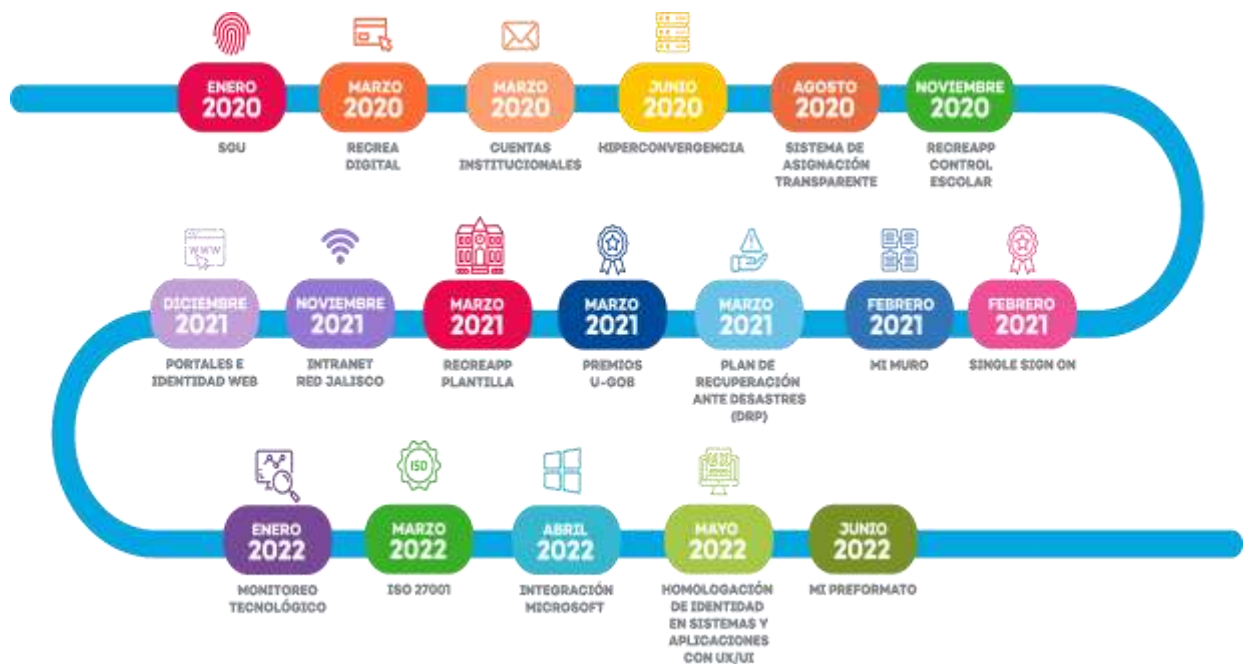 ENERO
2020
SGU
MARZO
2020
RECREA
DIGITAL
MARZO
2020
CUENTAS
INSTITUCIONALES
JUNIO
2020
HIPERCONVERGENCIA
AGOSTO
2020
SISTEMA DE
ASIGNACIÓN
TRANSPARENTE
NOVIEMBRE
2020
RECREAPP
CONTROL
ESCOLAR
WWW
DICIEMBRE
2021
PORTALES E
IDENTIDAD WEB
NOVIEMBRE
2021
INTRANET
RED JALISCO
MARZO
2021
RECREAPP
PLANTILLA
MARZO
2021
PREMIOS
U-GOB
MARZO
2021
PLAN DE
RECUPERACIÓN
ANTE DESASTRES
(DRP)
FEBRERO
2021
MI MURO
FEBRERO
2021
SINGLE SIGN ON
ENERO
2022
MONITOREO
TECNOLÓGICO
ISO
MARZO
2022
ISO 27001
ABRIL
2022
INTEGRACIÓN
MICROSOFT
MAYO
2022
HOMOLOGACIÓN
DE IDENTIDAD
EN SISTEMAS Y
APLICACIONES
CON UX/UI
JUNIO
2022
MI PREFORMATO